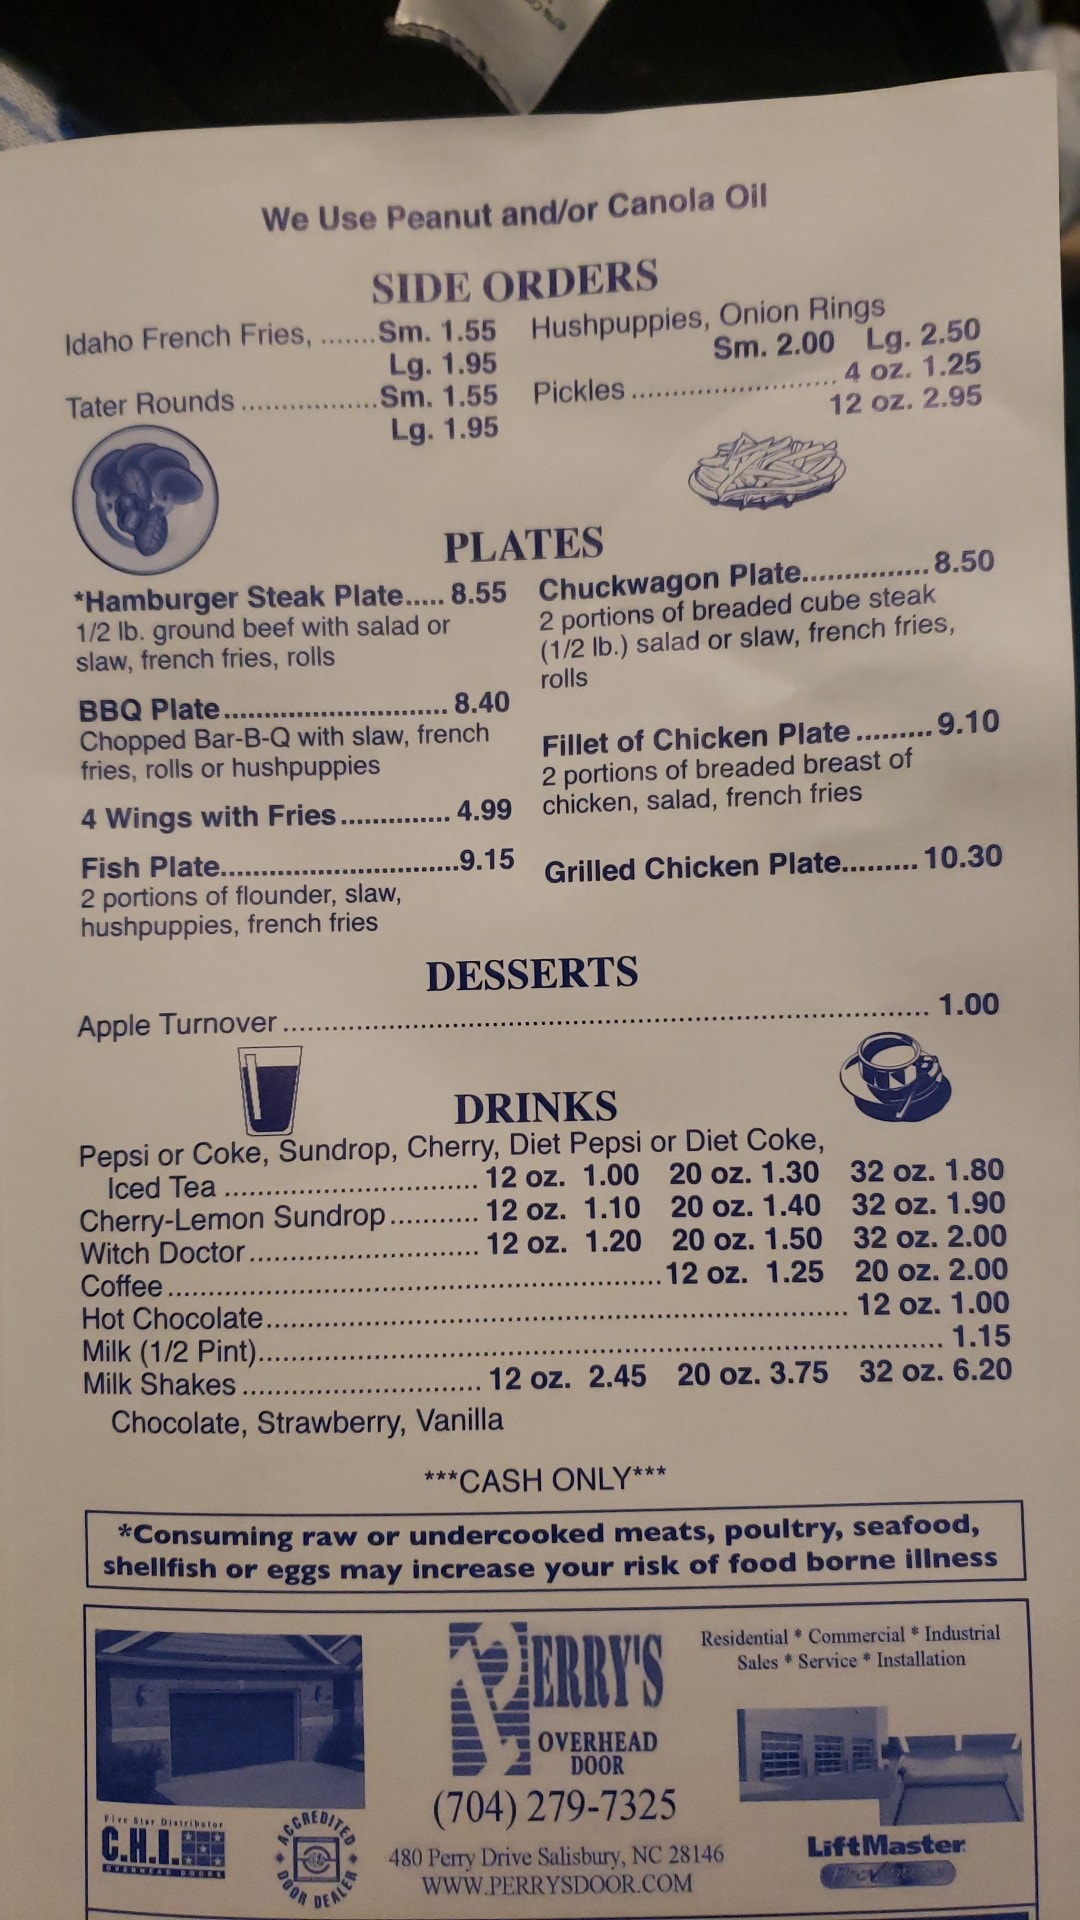 We Use Peanut and/or Canola Oil
SIDE ORDERS
Idaho French Fries, .......Sm. 1.55
Lg. 1.95
Tater Rounds.................Sm. 1.55
Lg. 1.95
Hushpuppies, Onion Rings
Sm. 2.00 Lg. 2.50
Pickles......................... 4 oz. 1.25
12 oz. 2.95
PLATES
*Hamburger Steak Plate..... 8.55
1/2 lb. ground beef with salad or
slaw, french fries, rolls
BBQ Plate............................ 8.40
Chopped Bar-B-Q with slaw, french
fries, rolls or hushpuppies
4 Wings with Fries.............. 4.99
Fish Plate.............................9.15
2 portions of flounder, slaw,
hushpuppies, french fries
Chuckwagon Plate............... 8.50
2 portions of breaded cube steak
(1/2 lb.) salad or slaw, french fries,
rolls
Fillet of Chicken Plate......... 9.10
2 portions of breaded breast of
chicken, salad, french fries
Grilled Chicken Plate......... 10.30
DESSERTS
Apple Turnover................................................................................ 1.00
DRINKS
Pepsi or Coke, Sundrop, Cherry, Diet Pepsi or Diet Coke,
Iced Tea ............................... 12 oz. 1.00 20 oz. 1.30 32 oz. 1.80
Cherry-Lemon Sundrop........... 12 oz. 1.10 20 oz. 1.40 32 oz. 1.90
Witch Doctor............................ 12 oz. 1.20 20 oz. 1.50 32 oz. 2.00
Coffee............................................................12 oz. 1.25 20 oz. 2.00
Hot Chocolate....................................................................... 12 oz. 1.00
Milk (1/2 Pint).................................................................................. 1.15
Milk Shakes............................. 12 oz. 2.45 20 oz. 3.75 32 oz. 6.20
Chocolate, Strawberry, Vanilla
***CASH ONLY***
*Consuming raw or undercooked meats, poultry, seafood,
shellfish or eggs may increase your risk of food borne illness
PERRY'S
OVERHEAD
DOOR
(704) 279-7325
480 Perry Drive Salisbury, NC 28146
WWW.PERRYSDOOR.COM
Residential * Commercial * Industrial
Sales * Service * Installation
Five Star Distributor
C.H.I.
OVERHEAD DOORS
ACCREDITED
DOOR DEALER
LiftMaster